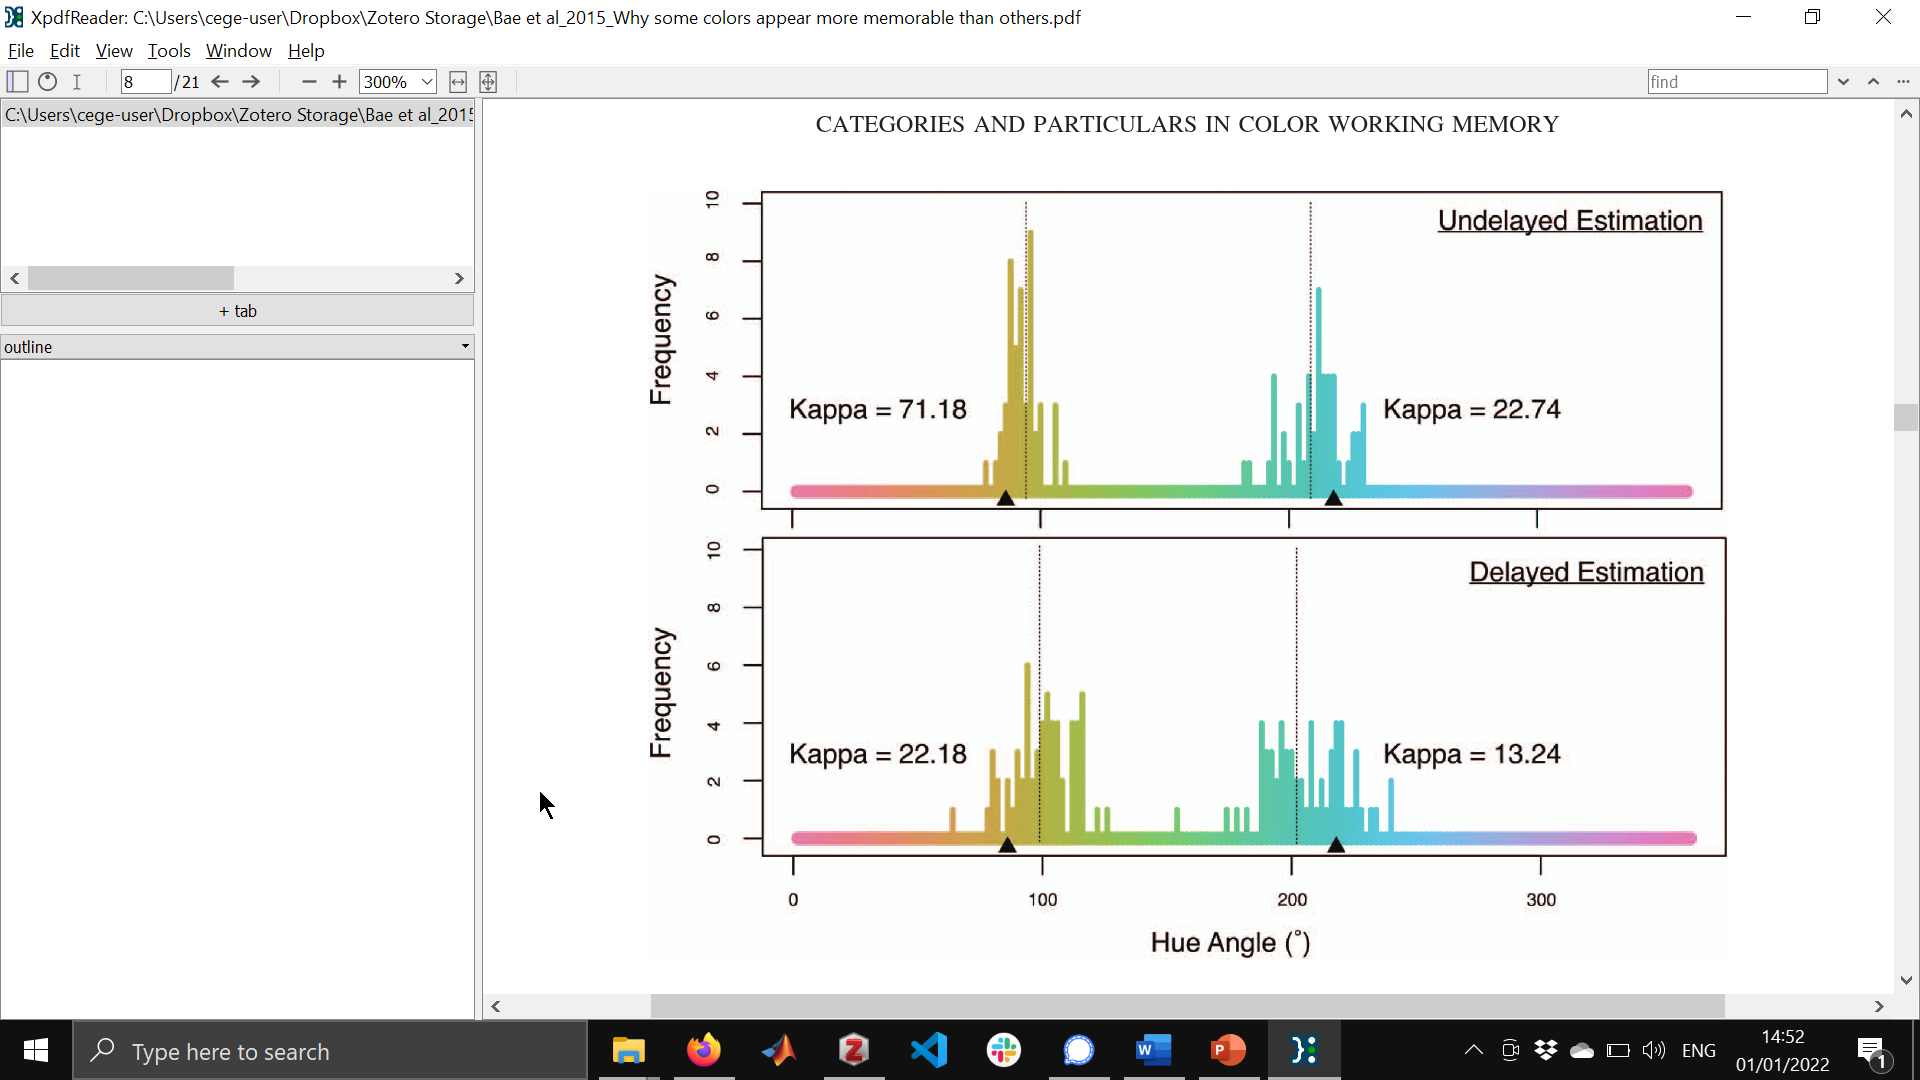 XpdfReader: C:\Users\cege-user\Dropbox\Zotero Storage\Bae et al_2015_Why some colors appear more memorable than others.pdf
File Edit View Tools Window Help
8 /21 300% find
C:\Users\cege-user\Dropbox\Zotero Storage\Bae et al_2015
+ tab
outline
CATEGORIES AND PARTICULARS IN COLOR WORKING MEMORY
Undelayed Estimation
Frequency
10
8
6
4
2
0
Kappa = 71.18
Kappa = 22.74
Delayed Estimation
Frequency
10
8
6
4
2
0
Kappa = 22.18
Kappa = 13.24
0 100 200 300
Hue Angle (°)
Type here to search
ENG
14:52
01/01/2022
1